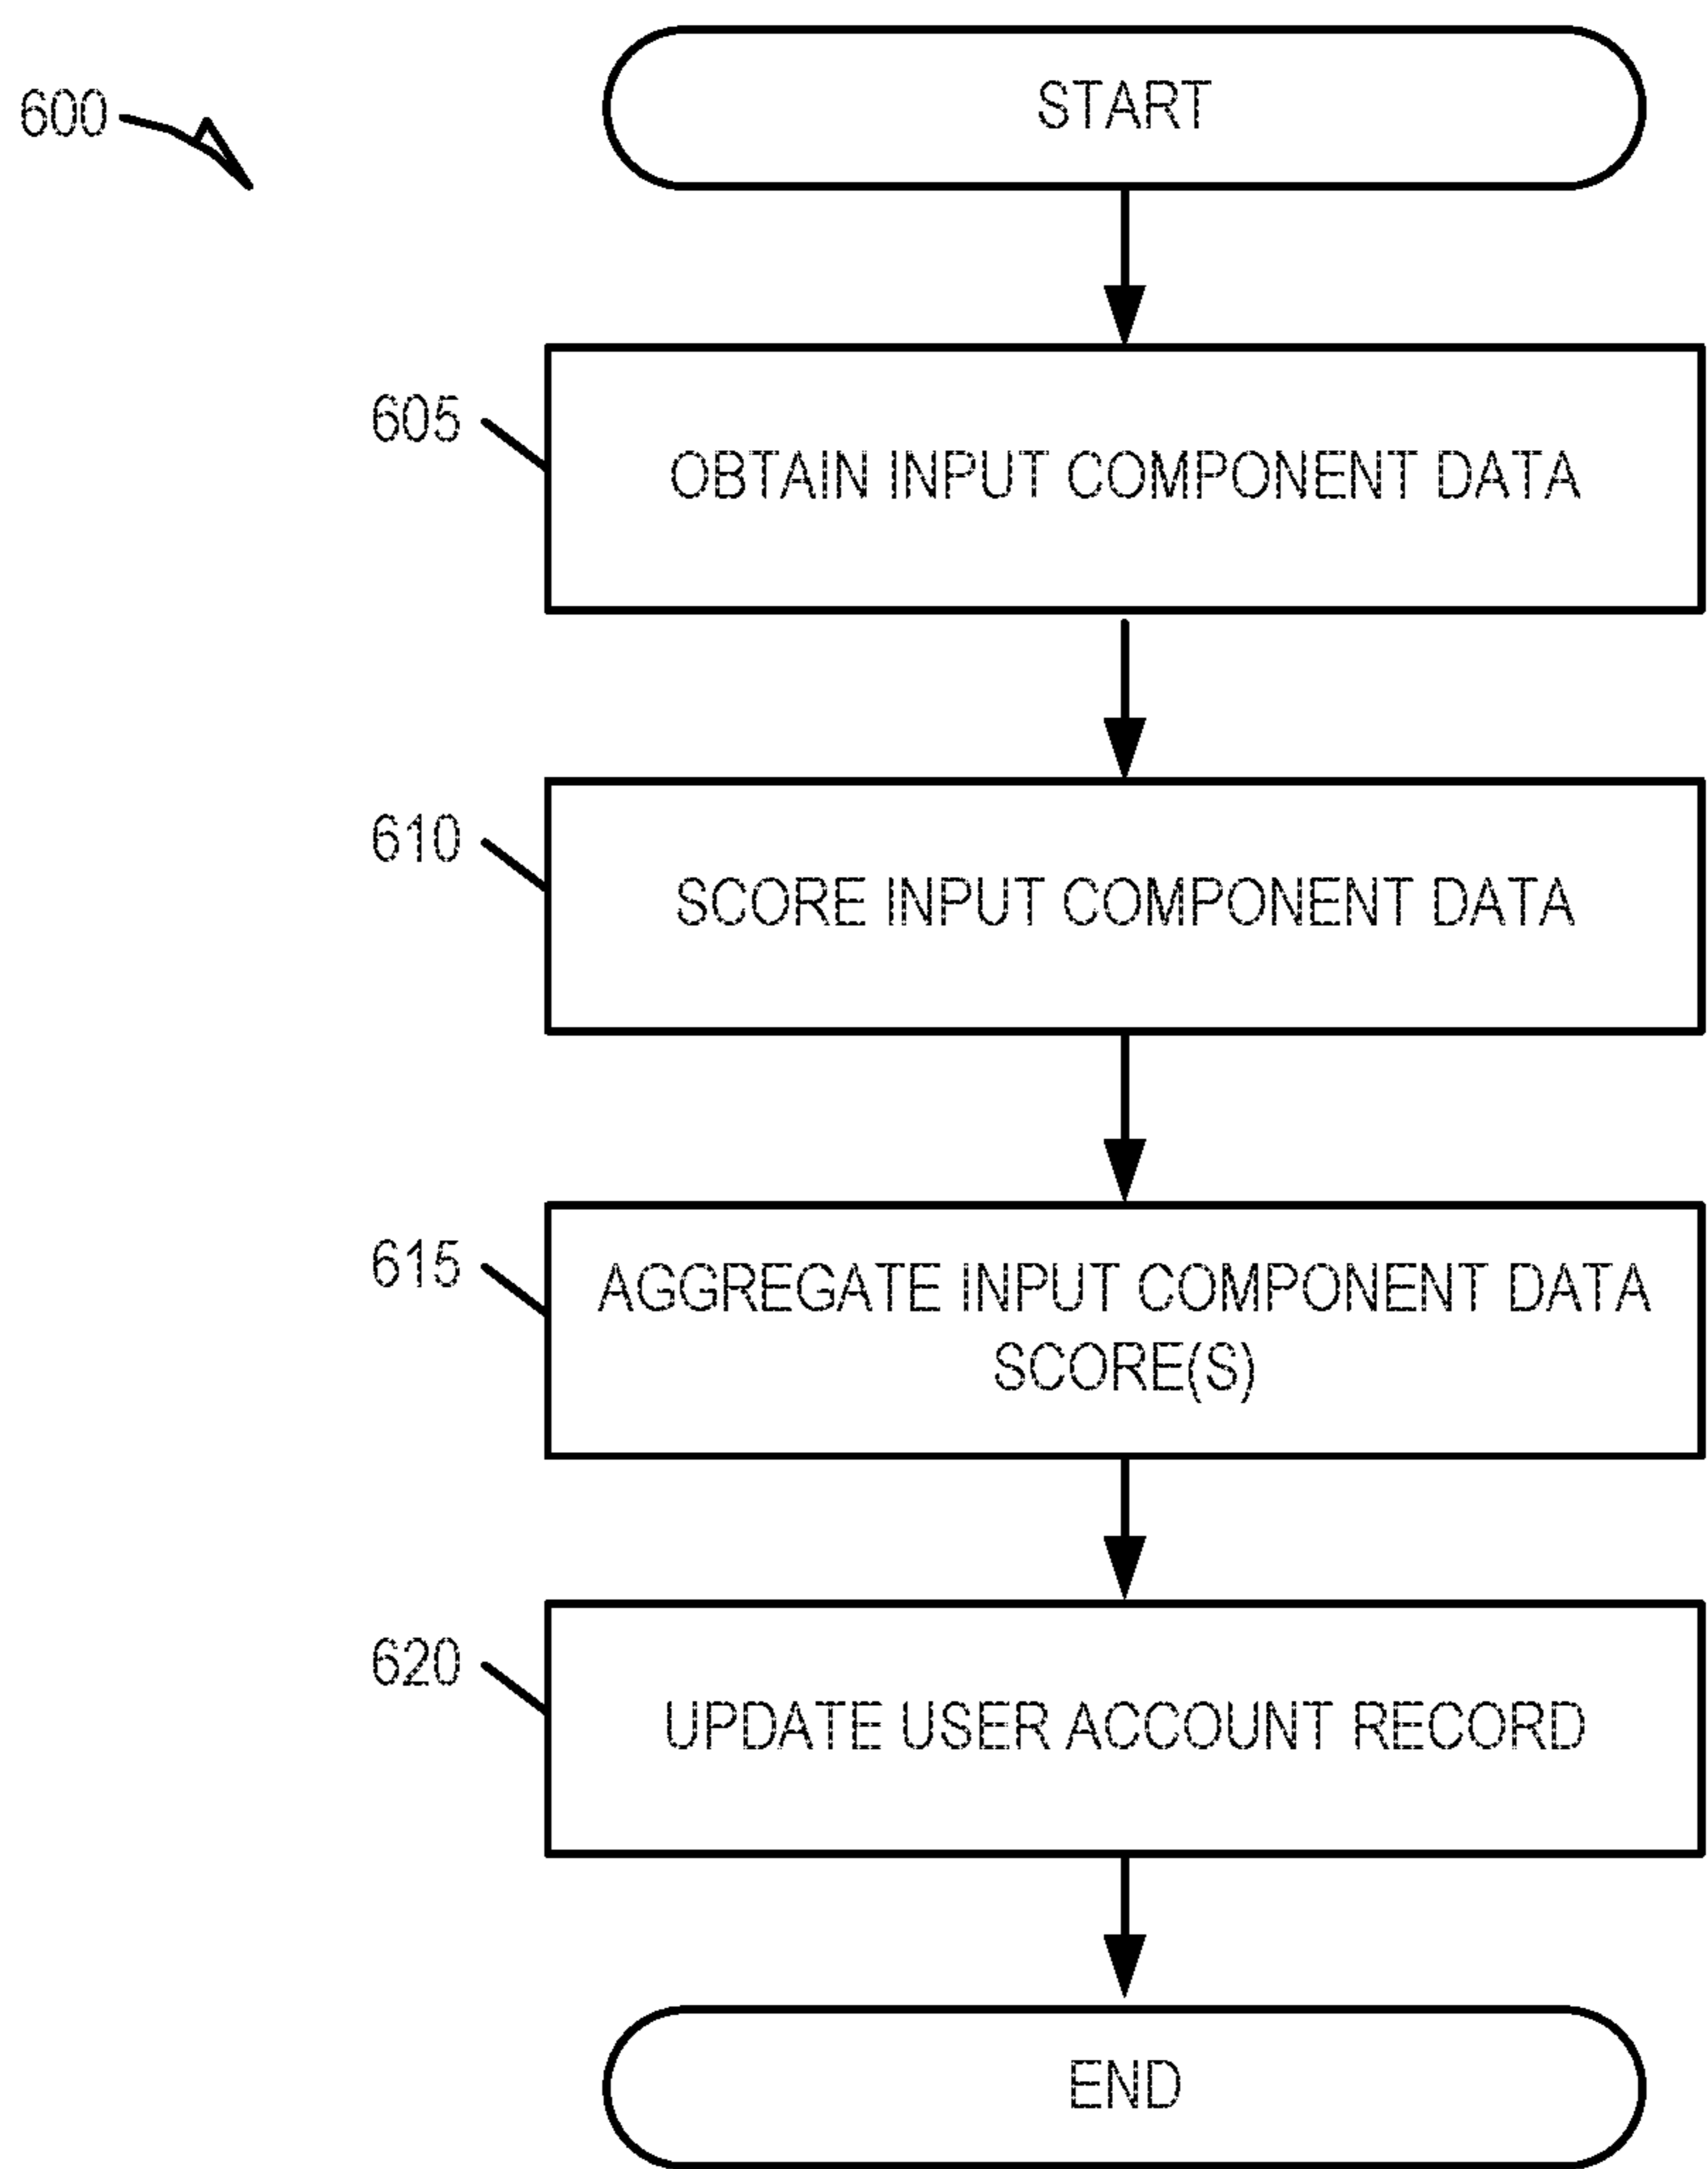 600
START
605
OBTAIN INPUT COMPONENT DATA
610
SCORE INPUT COMPONENT DATA
615
AGGREGATE INPUT COMPONENT DATA
SCORE(S)
620
UPDATE USER ACCOUNT RECORD
END